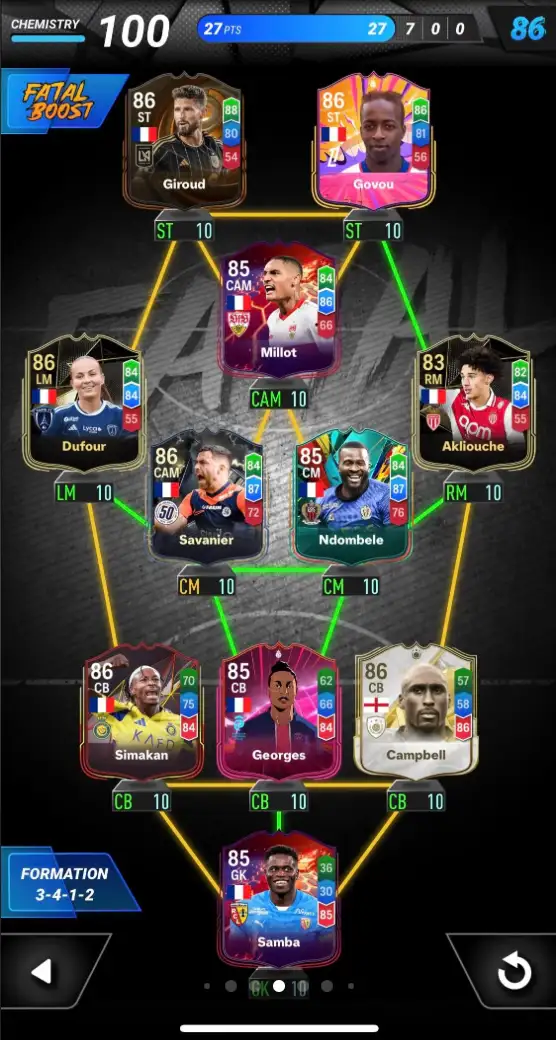 CHEMISTRY 100 27 PTS 27 7 0 0 86
FATAL
BOOST
86 ST 88 80 54
Giroud
86 ST 86 81 56
Govou
ST 10
ST 10
85 CAM 84 86 66
Millot
CAM 10
86 LM 84 84 55
Dufour
83 RM 82 84 55
Akliouche
LM 10
RM 10
86 CAM 84 87 72
50
Savanier
85 CM 84 87 76
Ndombele
CM 10
CM 10
86 CB 70 75 84
KAFD
Simakan
85 CB 62 66 84
Georges
86 CB 57 58 86
Campbell
CB 10
CB 10
CB 10
85 GK 36 30 85
Samba
GK 10
FORMATION
3-4-1-2